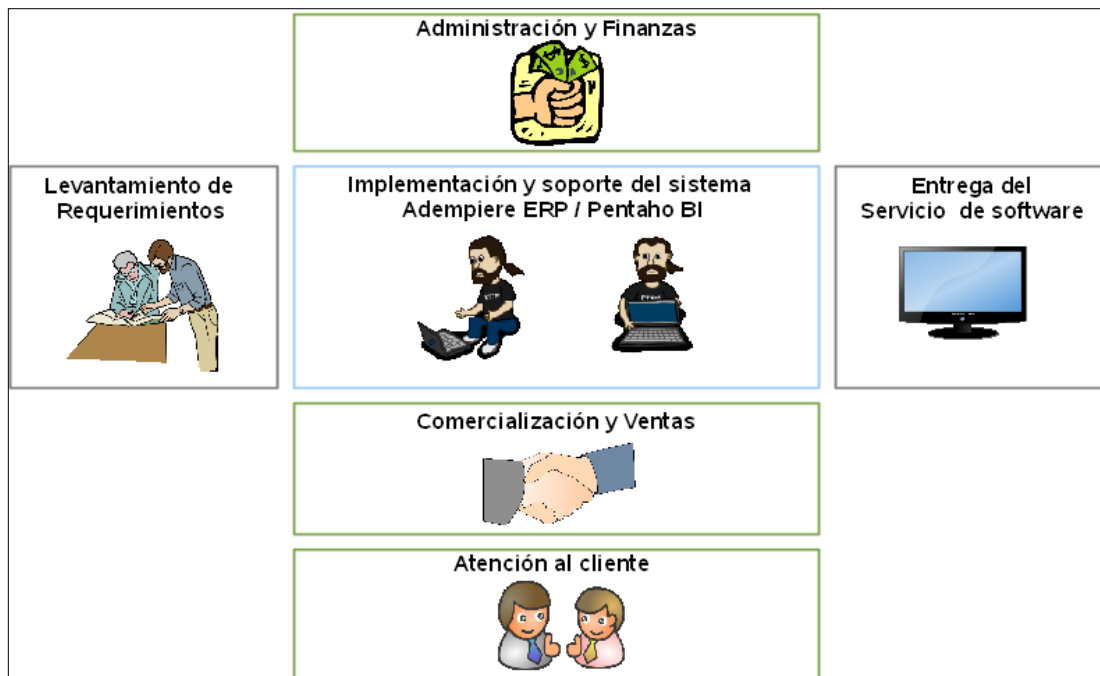 Administración y Finanzas
Levantamiento de
Requerimientos
Implementación y soporte del sistema
Adempiere ERP / Pentaho BI
Entrega del
Servicio de software
Comercialización y Ventas
Atención al cliente